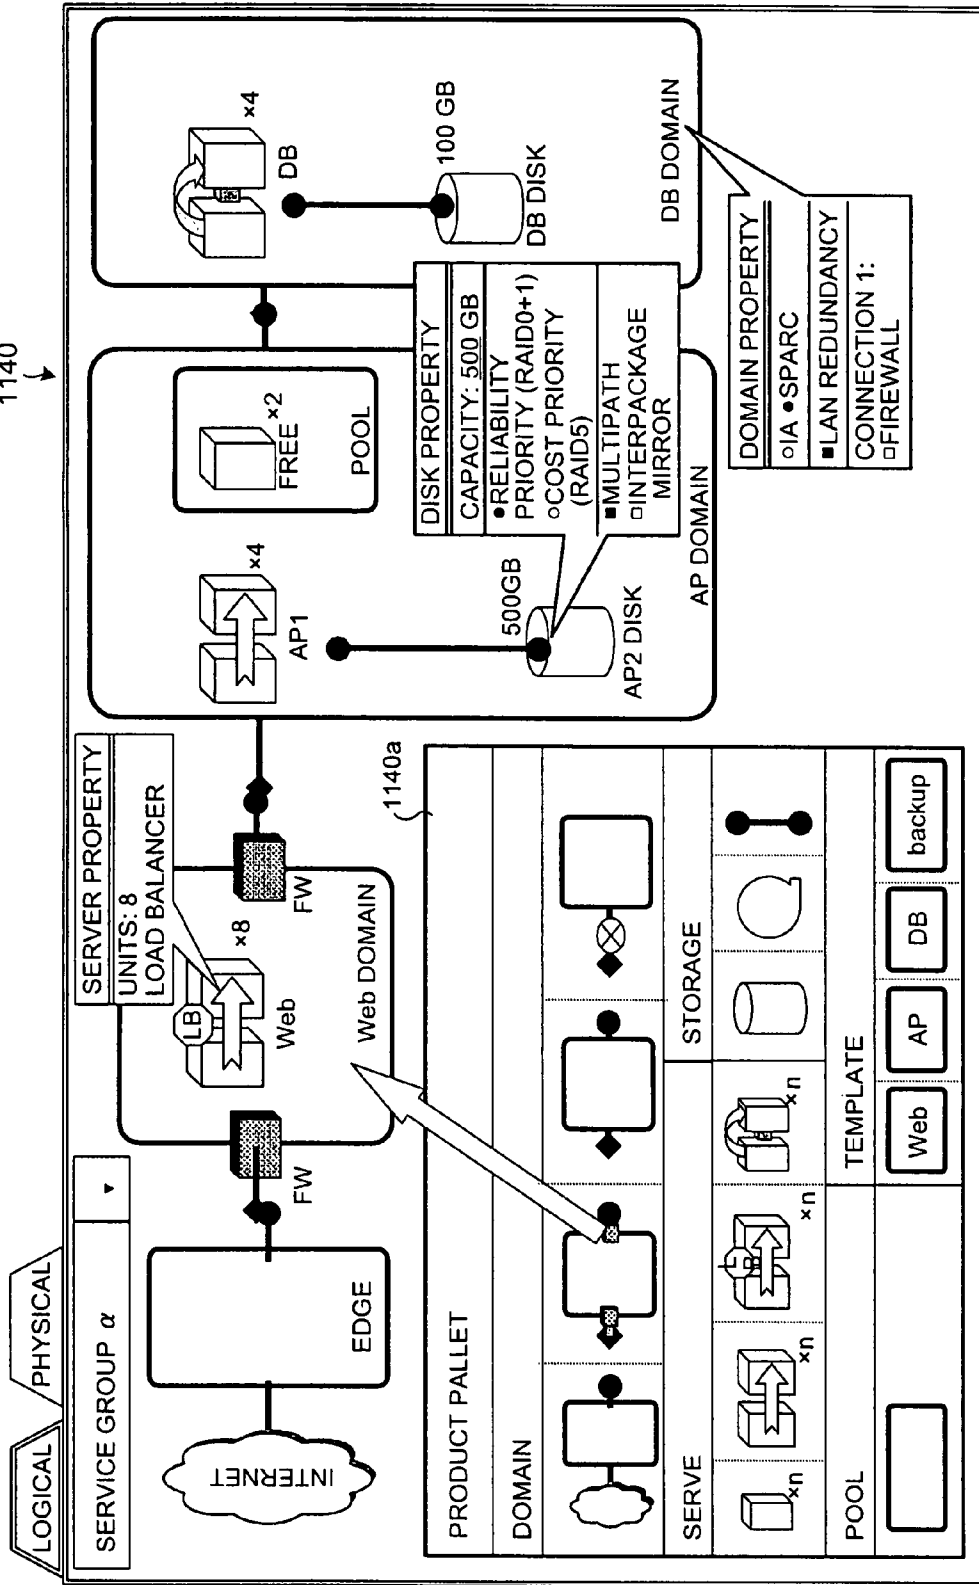 1140
LOGICAL
PHYSICAL
SERVICE GROUP α ▼
INTERNET
EDGE
FW
SERVER PROPERTY
UNITS: 8
LOAD BALANCER
LB
×8
Web
FW
Web DOMAIN
×4
AP1
500GB
AP2 DISK
×2
FREE
POOL
DISK PROPERTY
CAPACITY: 500 GB
●RELIABILITY
PRIORITY (RAID0+1)
○COST PRIORITY
(RAID5)
■MULTIPATH
□INTERPACKAGE
MIRROR
AP DOMAIN
×4
DB
100 GB
DB DISK
DB DOMAIN
DOMAIN PROPERTY
○IA ●SPARC
■LAN REDUNDANCY
CONNECTION 1:
□FIREWALL
1140a
PRODUCT PALLET
DOMAIN
SERVE
STORAGE
×n
×n
LB
×n
×n
POOL
TEMPLATE
Web
AP
DB
backup